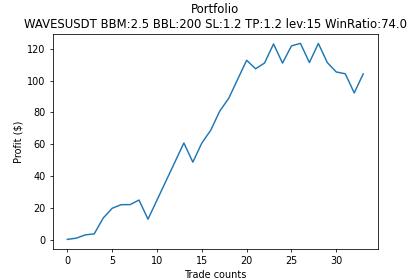 Portfolio
WAVESUSDT BBM:2.5 BBL:200 SL:1.2 TP:1.2 lev:15 WinRatio:74.0
120
100
80
60
40
20
0
Profit ($)
0 5 10 15 20 25 30
Trade counts